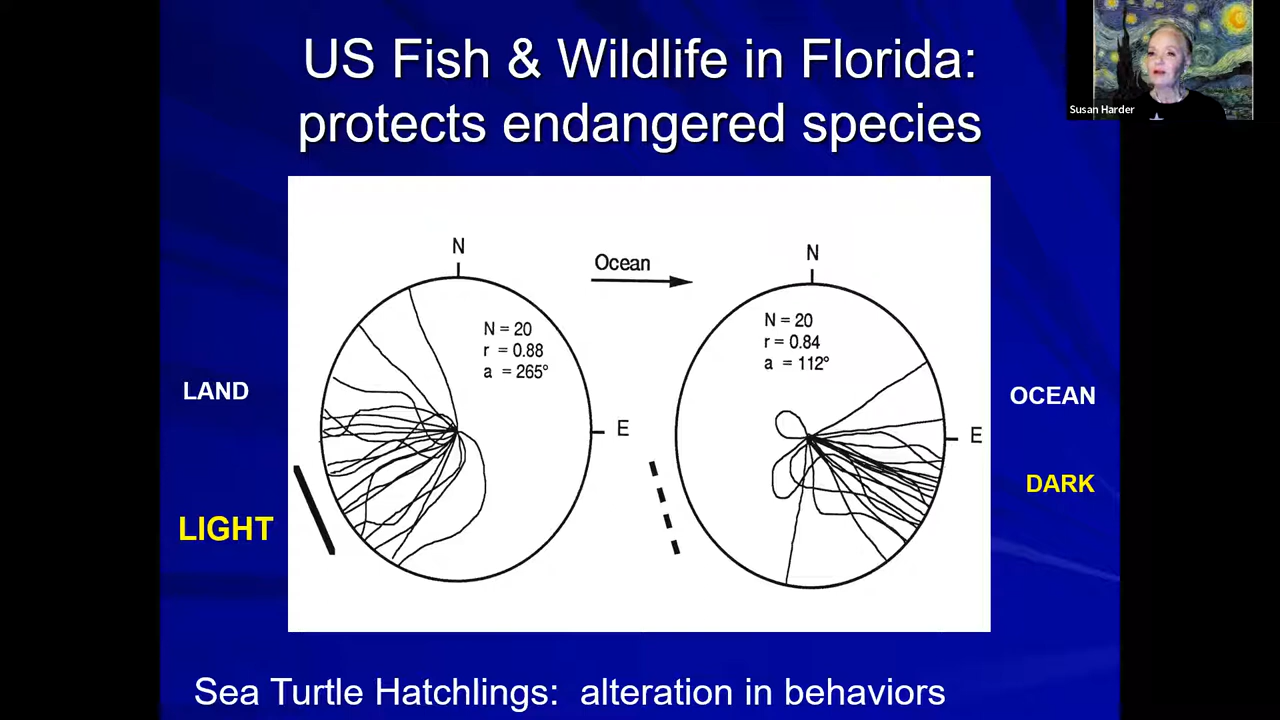 US Fish & Wildlife in Florida:
protects endangered species
Susan Harder
N
Ocean
N
N = 20
r = 0.88
a = 265°
N = 20
r = 0.84
a = 112°
LAND
OCEAN
E
E
LIGHT
DARK
Sea Turtle Hatchlings: alteration in behaviors